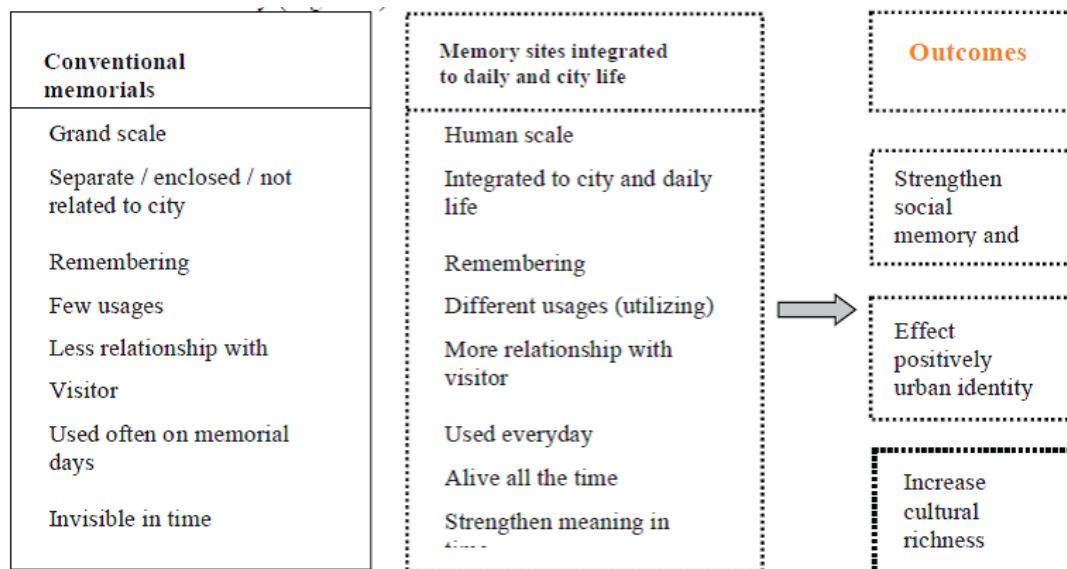 Conventional
memorials
Grand scale
Separate / enclosed / not
related to city
Remembering
Few usages
Less relationship with
Visitor
Used often on memorial
days
Invisible in time
Memory sites integrated
to daily and city life
Human scale
Integrated to city and daily
life
Remembering
Different usages (utilizing)
More relationship with
visitor
Used everyday
Alive all the time
Strengthen meaning in
Outcomes
Strengthen
social
memory and
Effect
positively
urban identity
Increase
cultural
richness